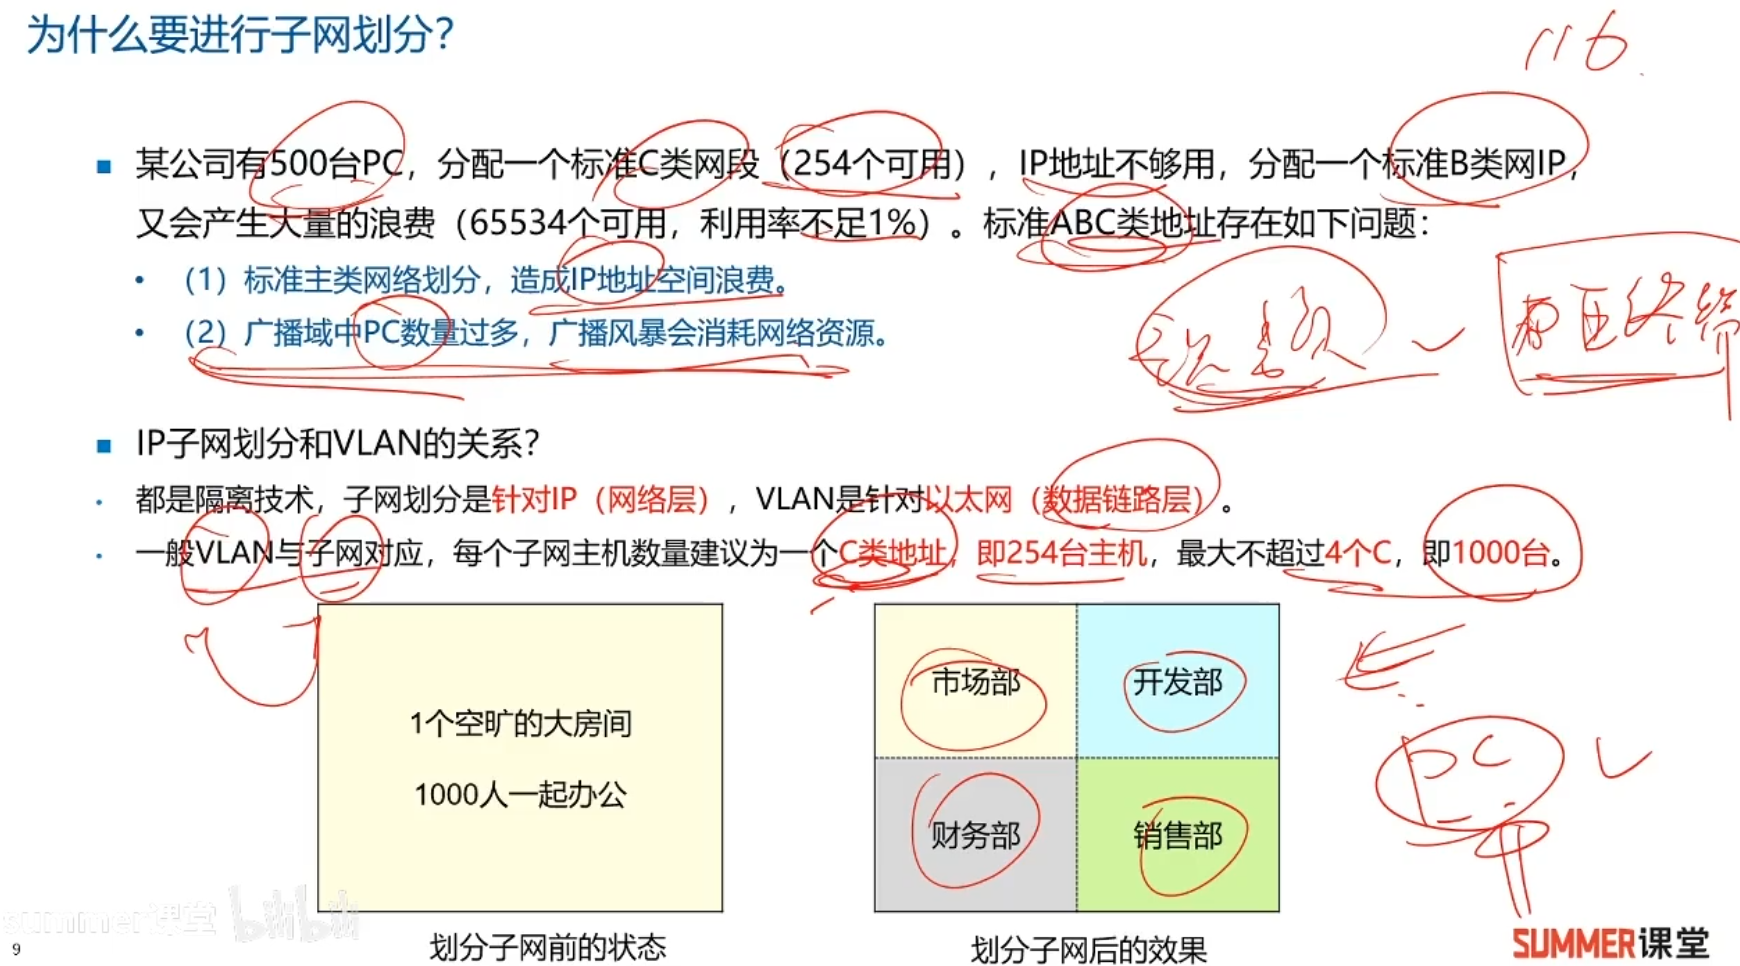 为什么要进行子网划分？
116
某公司有500台PC，分配一个标准C类网段（254个可用），IP地址不够用，分配一个标准B类网IP，
又会产生大量的浪费（65534个可用，利用率不足1%）。标准ABC类地址存在如下问题：
（1）标准主类网络划分，造成IP地址空间浪费。
（2）广播域中PC数量过多，广播风暴会消耗网络资源。
IP子网划分和VLAN的关系？
都是隔离技术，子网划分是针对IP（网络层），VLAN是针对以太网（数据链路层）。
一般VLAN与子网对应，每个子网主机数量建议为一个C类地址，即254台主机，最大不超过4个C，即1000台。
1个空旷的大房间
1000人一起办公
市场部
开发部
财务部
销售部
PC
划分子网前的状态
划分子网后的效果
summer课堂 bilibili
9
SUMMER课堂